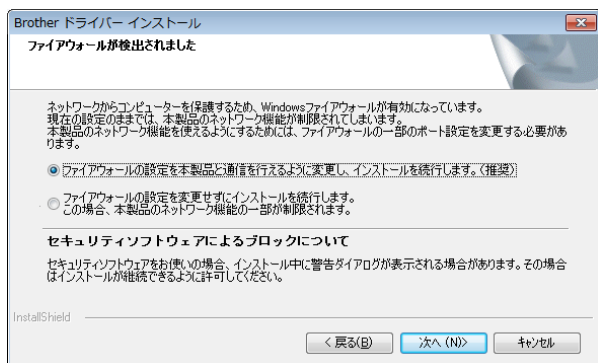 Brother ドライバー インストール
ファイアウォールが検出されました
ネットワークからコンピューターを保護するため、Windowsファイアウォールが有効になっています。
現在の設定のままでは、本製品のネットワーク機能が制限されてしまいます。
本製品のネットワーク機能を使えるようにするためには、ファイアウォールの一部のポート設定を変更する必要があ
ります。
ファイアウォールの設定を本製品と通信を行えるように変更し、インストールを続行します。(推奨)
ファイアウォールの設定を変更せずにインストールを続行します。
この場合、本製品のネットワーク機能の一部が制限されます。
セキュリティソフトウェアによるブロックについて
セキュリティソフトウェアをお使いの場合、インストール中に警告ダイアログが表示される場合があります。その場合
はインストールが継続できるように許可してください。
InstallShield
< 戻る(B)
次へ (N)>
キャンセル